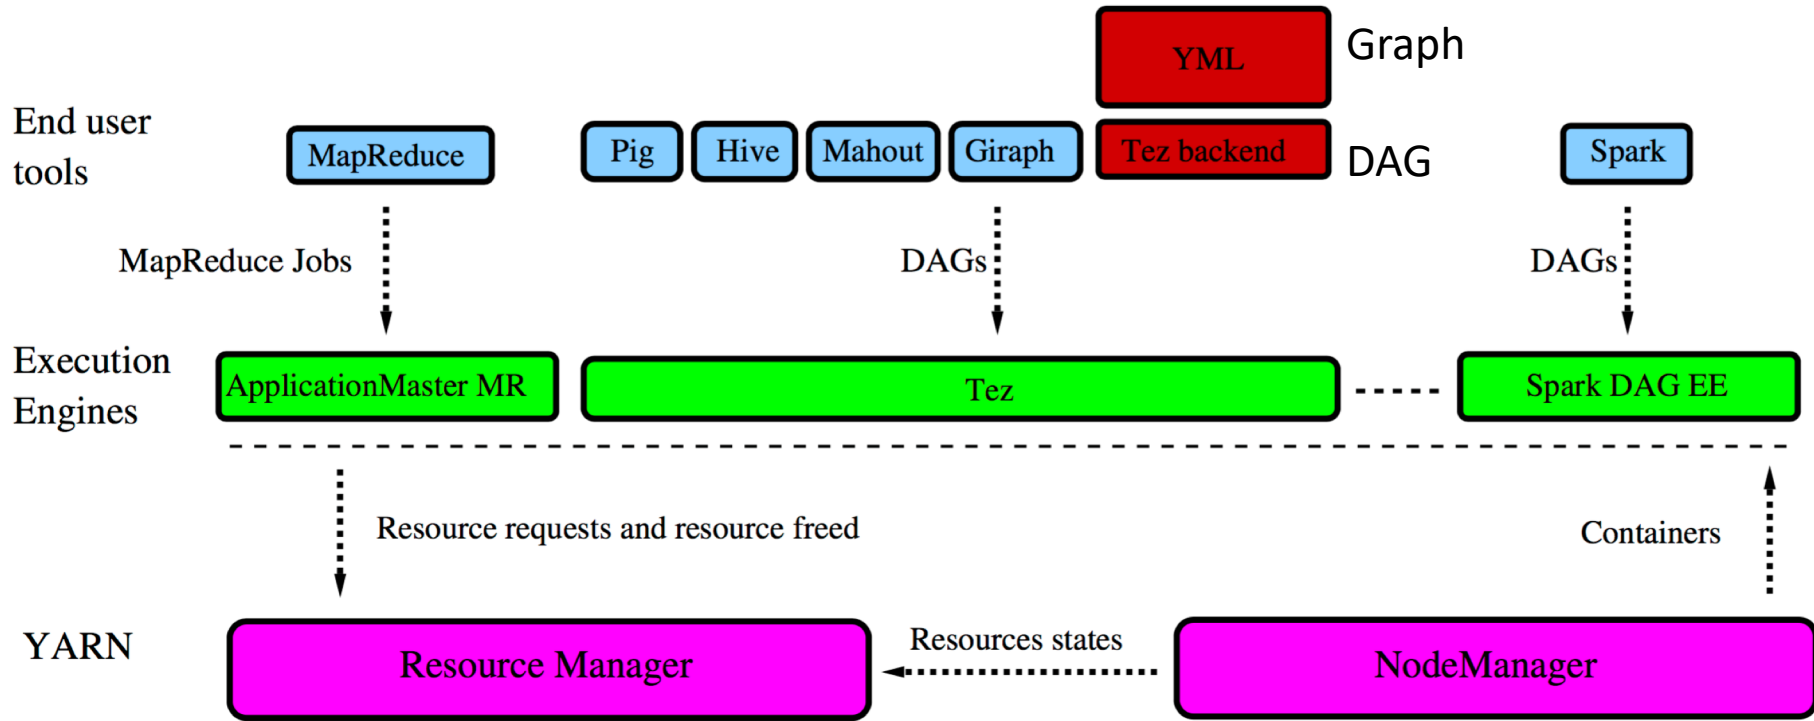 YML
Graph
End user
tools
MapReduce
Pig
Hive
Mahout
Giraph
Tez backend
DAG
Spark
MapReduce Jobs
DAGs
DAGs
Execution
Engines
ApplicationMaster MR
Tez
Spark DAG EE
Resource requests and resource freed
Containers
YARN
Resource Manager
Resources states
NodeManager